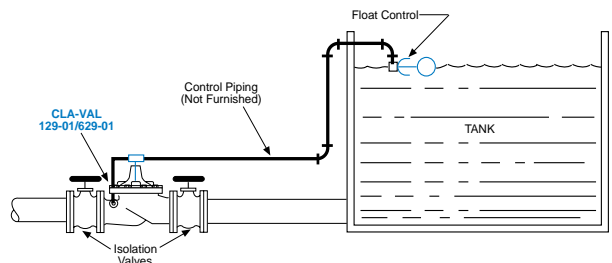 Float Control
Control Piping
(Not Furnished)
CLA-VAL
129-01/629-01
TANK
Isolation
Valves